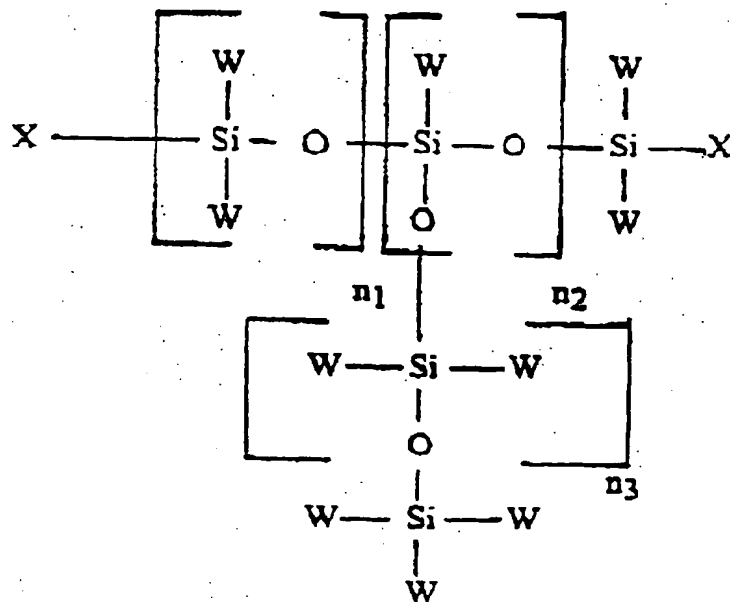 W W W
X Si O Si O Si X
W O W
n1 n2
W Si W
O
n3
W Si W
W